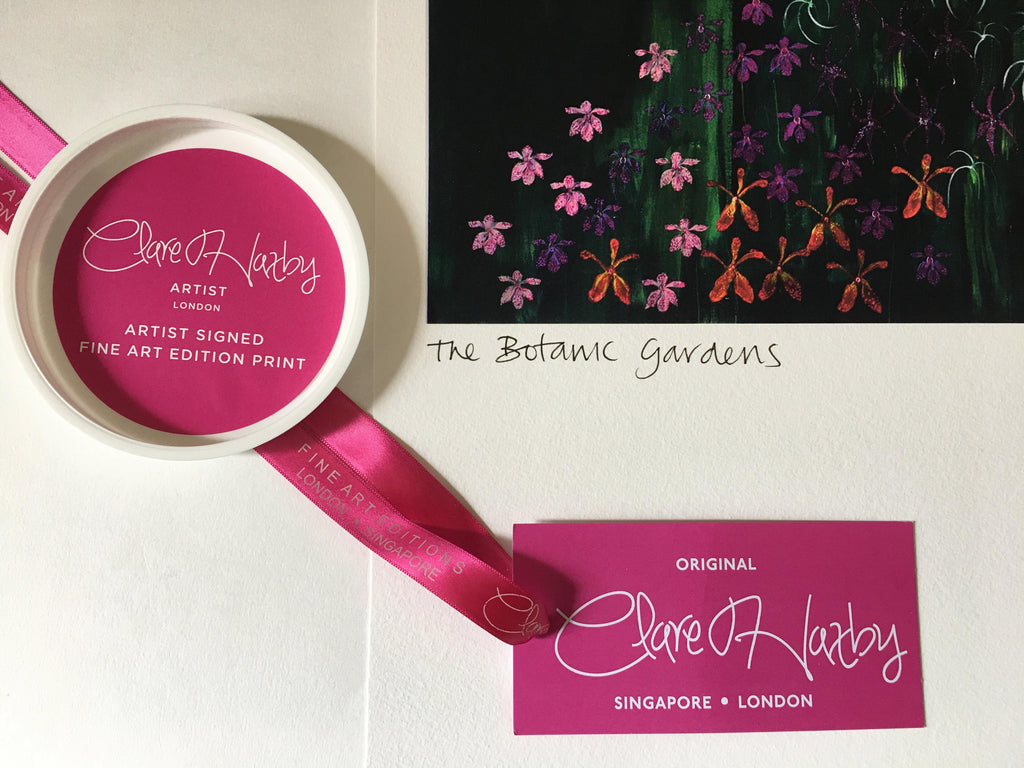 Clare Haxby
ARTIST
LONDON
ARTIST SIGNED
FINE ART EDITION PRINT
The Botanic Gardens
FINE ART EDITIONS
LONDON • SINGAPORE
Clare
ORIGINAL
Clare Haxby
SINGAPORE • LONDON